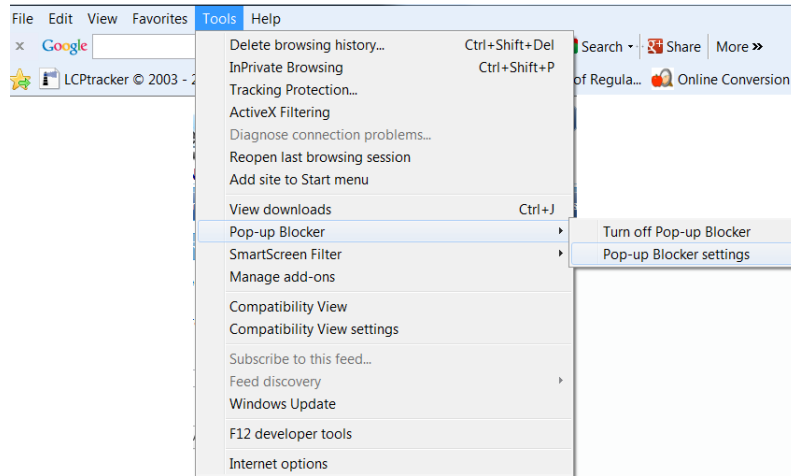 File Edit View Favorites Tools Help
x Google Search Share More »
LCPtracker © 2003 - of Regula... Online Conversion
Delete browsing history... Ctrl+Shift+Del
InPrivate Browsing Ctrl+Shift+P
Tracking Protection...
ActiveX Filtering
Diagnose connection problems...
Reopen last browsing session
Add site to Start menu
View downloads Ctrl+J
Pop-up Blocker
Turn off Pop-up Blocker
SmartScreen Filter
Pop-up Blocker settings
Manage add-ons
Compatibility View
Compatibility View settings
Subscribe to this feed...
Feed discovery
Windows Update
F12 developer tools
Internet options